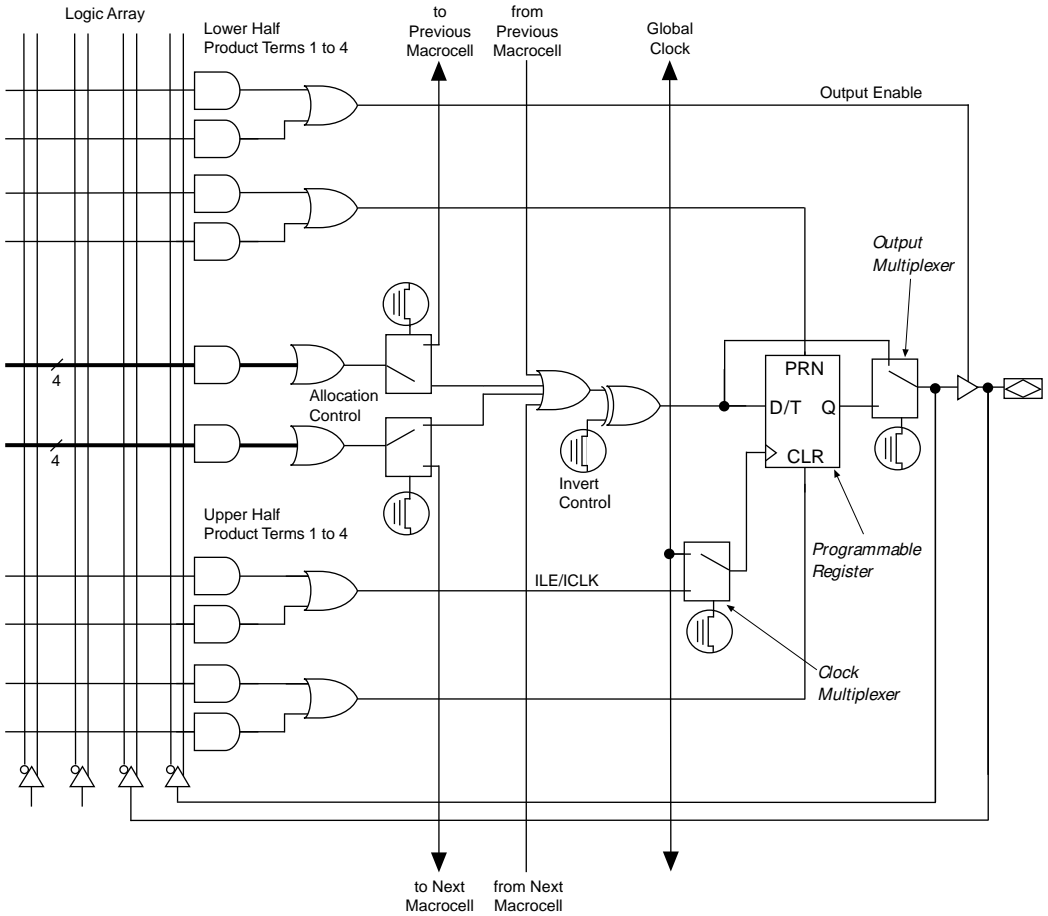 Logic Array
to
Previous
Macrocell
from
Previous
Macrocell
Global
Clock
Lower Half
Product Terms 1 to 4
Output Enable
Output
Multiplexer
4
Allocation
Control
PRN
D/T Q
CLR
4
Invert
Control
Upper Half
Product Terms 1 to 4
Programmable
Register
ILE/ICLK
Clock
Multiplexer
to Next
Macrocell
from Next
Macrocell